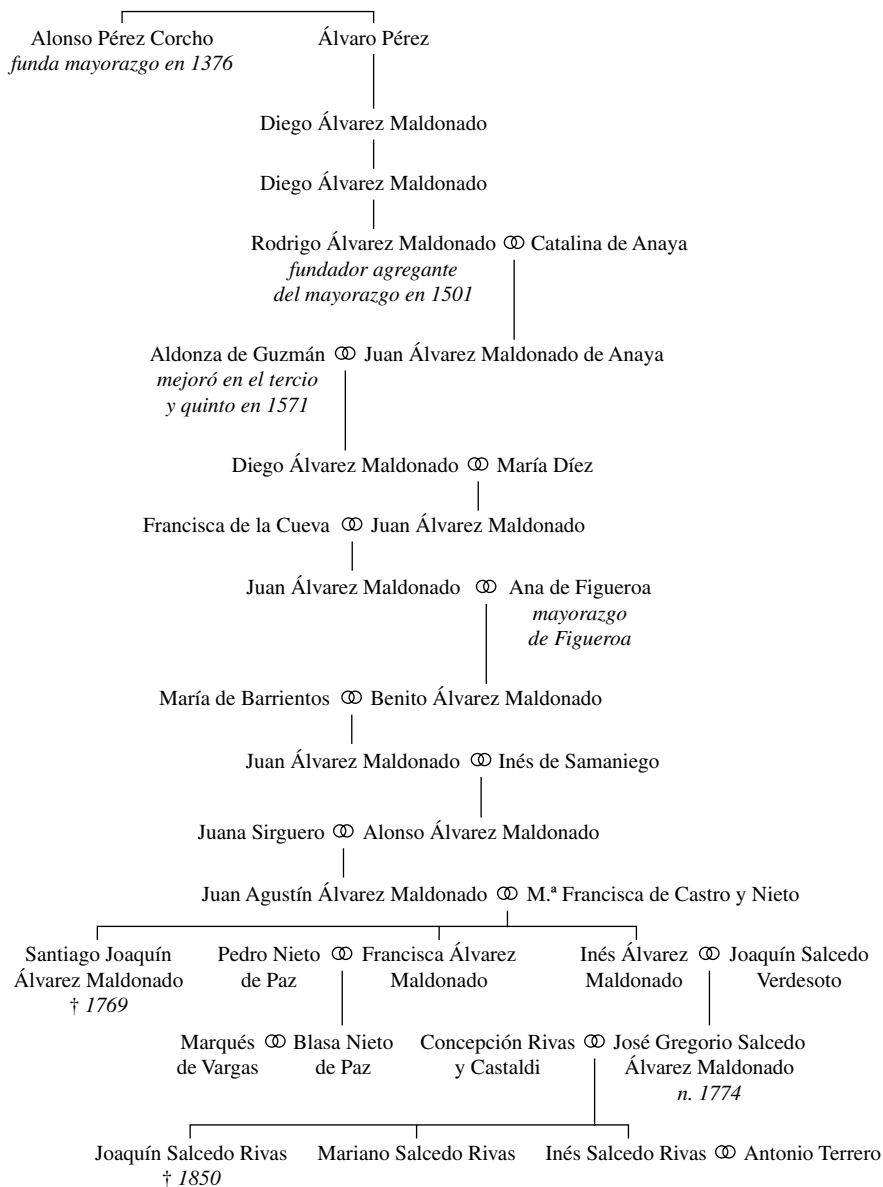 Alonso Pérez Corcho Álvaro Pérez
funda mayorazgo en 1376
Diego Álvarez Maldonado
Diego Álvarez Maldonado
Rodrigo Álvarez Maldonado Catalina de Anaya
fundador agregante
del mayorazgo en 1501
Aldonza de Guzmán Juan Álvarez Maldonado de Anaya
mejoró en el tercio
y quinto en 1571
Diego Álvarez Maldonado María Díez
Francisca de la Cueva Juan Álvarez Maldonado
Juan Álvarez Maldonado Ana de Figueroa
mayorazgo
de Figueroa
María de Barrientos Benito Álvarez Maldonado
Juan Álvarez Maldonado Inés de Samaniego
Juana Sirguero Alonso Álvarez Maldonado
Juan Agustín Álvarez Maldonado M.ª Francisca de Castro y Nieto
Santiago Joaquín Pedro Nieto Francisca Álvarez Inés Álvarez Joaquín Salcedo
Álvarez Maldonado de Paz Maldonado Maldonado Verdesoto
† 1769
Marqués Blasa Nieto Concepción Rivas José Gregorio Salcedo
de Vargas de Paz y Castaldi Álvarez Maldonado
n. 1774
Joaquín Salcedo Rivas Mariano Salcedo Rivas Inés Salcedo Rivas Antonio Terrero
† 1850